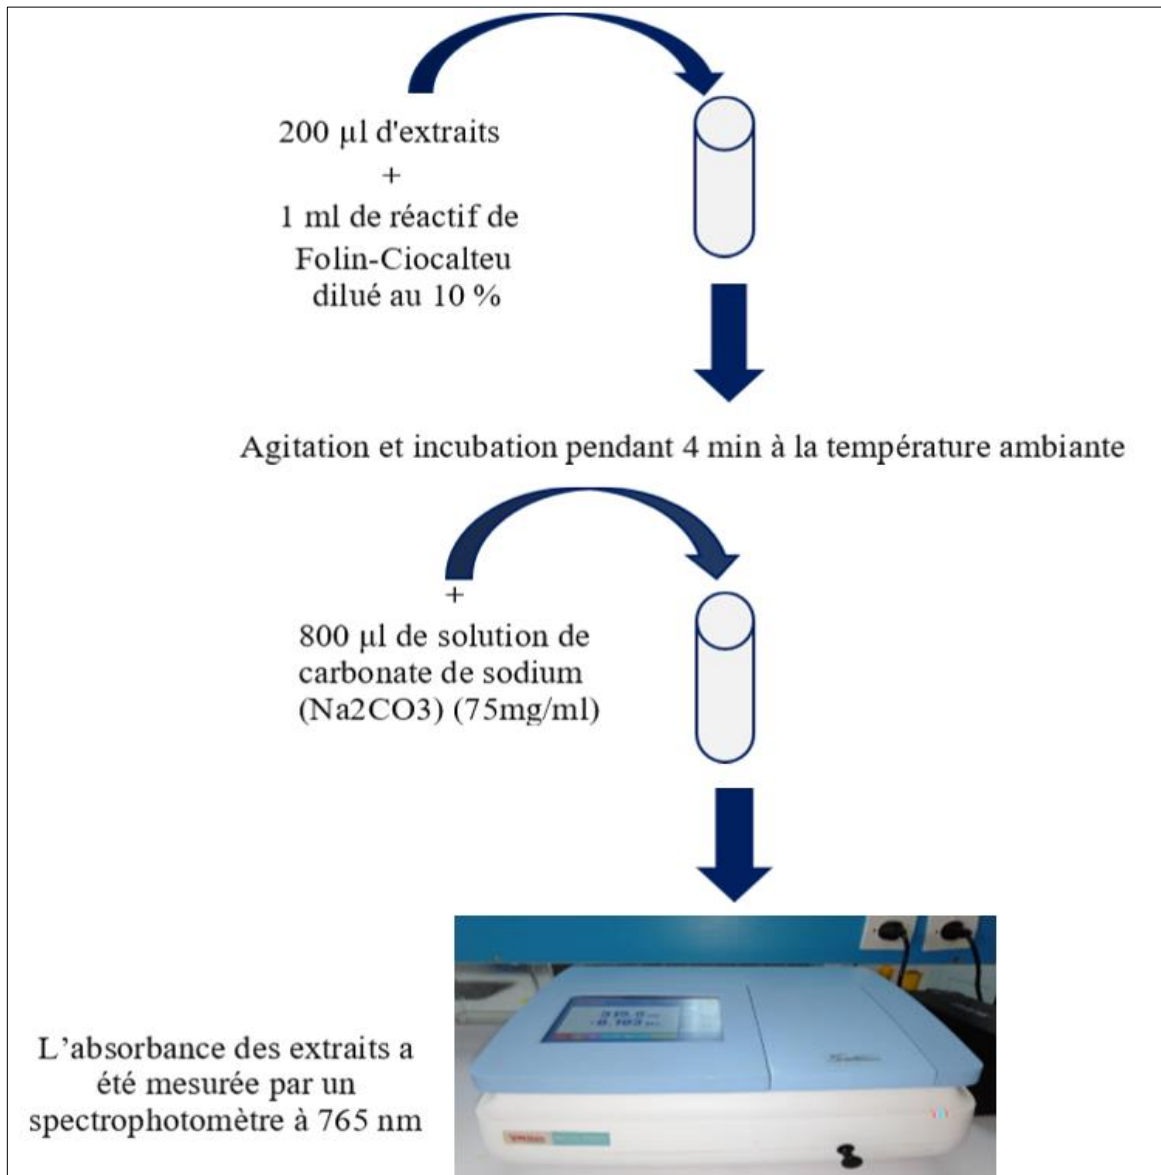 200 µl d'extraits
+
1 ml de réactif de
Folin-Ciocalteu
dilué au 10 %
Agitation et incubation pendant 4 min à la température ambiante
+
800 µl de solution de
carbonate de sodium
(Na2CO3) (75mg/ml)
L’absorbance des extraits a
été mesurée par un
spectrophotomètre à 765 nm